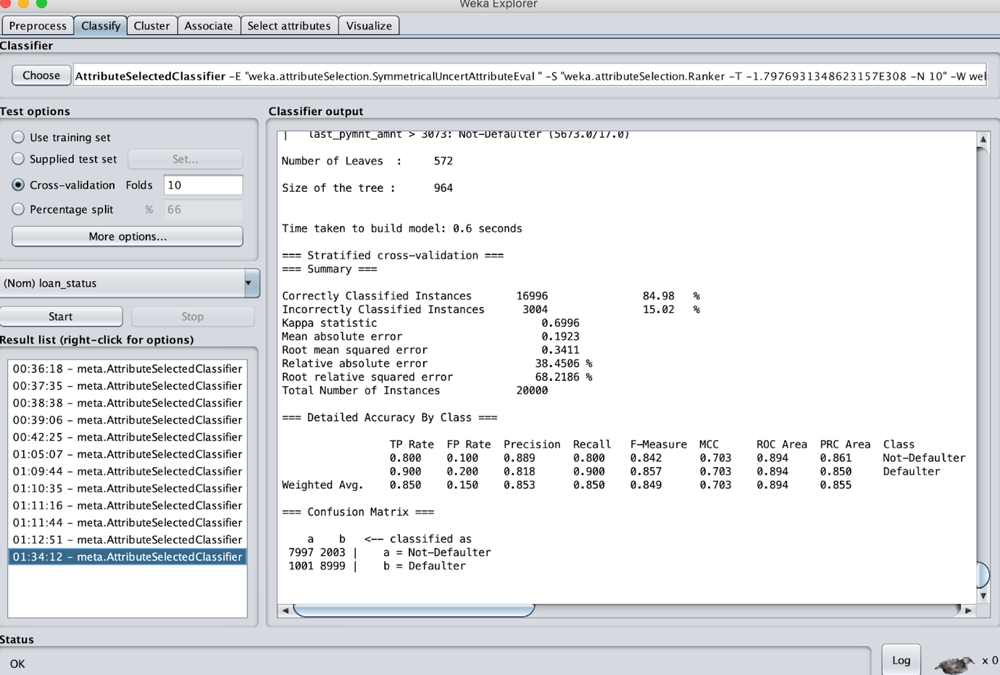 Weka Explorer
Preprocess Classify Cluster Associate Select attributes Visualize
Classifier
Choose AttributeSelectedClassifier -E "weka.attributeSelection.SymmetricalUncertAttributeEval " -S "weka.attributeSelection.Ranker -T -1.7976931348623157E308 -N 10" -W wel
Test options
Use training set
Supplied test set Set...
Cross-validation Folds 10
Percentage split % 66
More options...
(Nom) loan_status
Start Stop
Result list (right-click for options)
00:36:18 - meta.AttributeSelectedClassifier
00:37:35 - meta.AttributeSelectedClassifier
00:38:38 - meta.AttributeSelectedClassifier
00:39:06 - meta.AttributeSelectedClassifier
00:42:25 - meta.AttributeSelectedClassifier
01:05:07 - meta.AttributeSelectedClassifier
01:09:44 - meta.AttributeSelectedClassifier
01:10:35 - meta.AttributeSelectedClassifier
01:11:16 - meta.AttributeSelectedClassifier
01:11:44 - meta.AttributeSelectedClassifier
01:12:51 - meta.AttributeSelectedClassifier
01:34:12 - meta.AttributeSelectedClassifier
Classifier output
| last_pymnt_amnt > 3073: Not-Defaulter (5673.0/17.0)
Number of Leaves : 572
Size of the tree : 964
Time taken to build model: 0.6 seconds
=== Stratified cross-validation ===
=== Summary ===
Correctly Classified Instances 16996 84.98 %
Incorrectly Classified Instances 3004 15.02 %
Kappa statistic 0.6996
Mean absolute error 0.1923
Root mean squared error 0.3411
Relative absolute error 38.4506 %
Root relative squared error 68.2186 %
Total Number of Instances 20000
=== Detailed Accuracy By Class ===
TP Rate FP Rate Precision Recall F-Measure MCC ROC Area PRC Area Class
0.800 0.100 0.889 0.800 0.842 0.703 0.894 0.861 Not-Defaulter
0.900 0.200 0.818 0.900 0.857 0.703 0.894 0.850 Defaulter
Weighted Avg. 0.850 0.150 0.853 0.850 0.849 0.703 0.894 0.855
=== Confusion Matrix ===
a b <-- classified as
7997 2003 | a = Not-Defaulter
1001 8999 | b = Defaulter
Status
OK
Log x 0